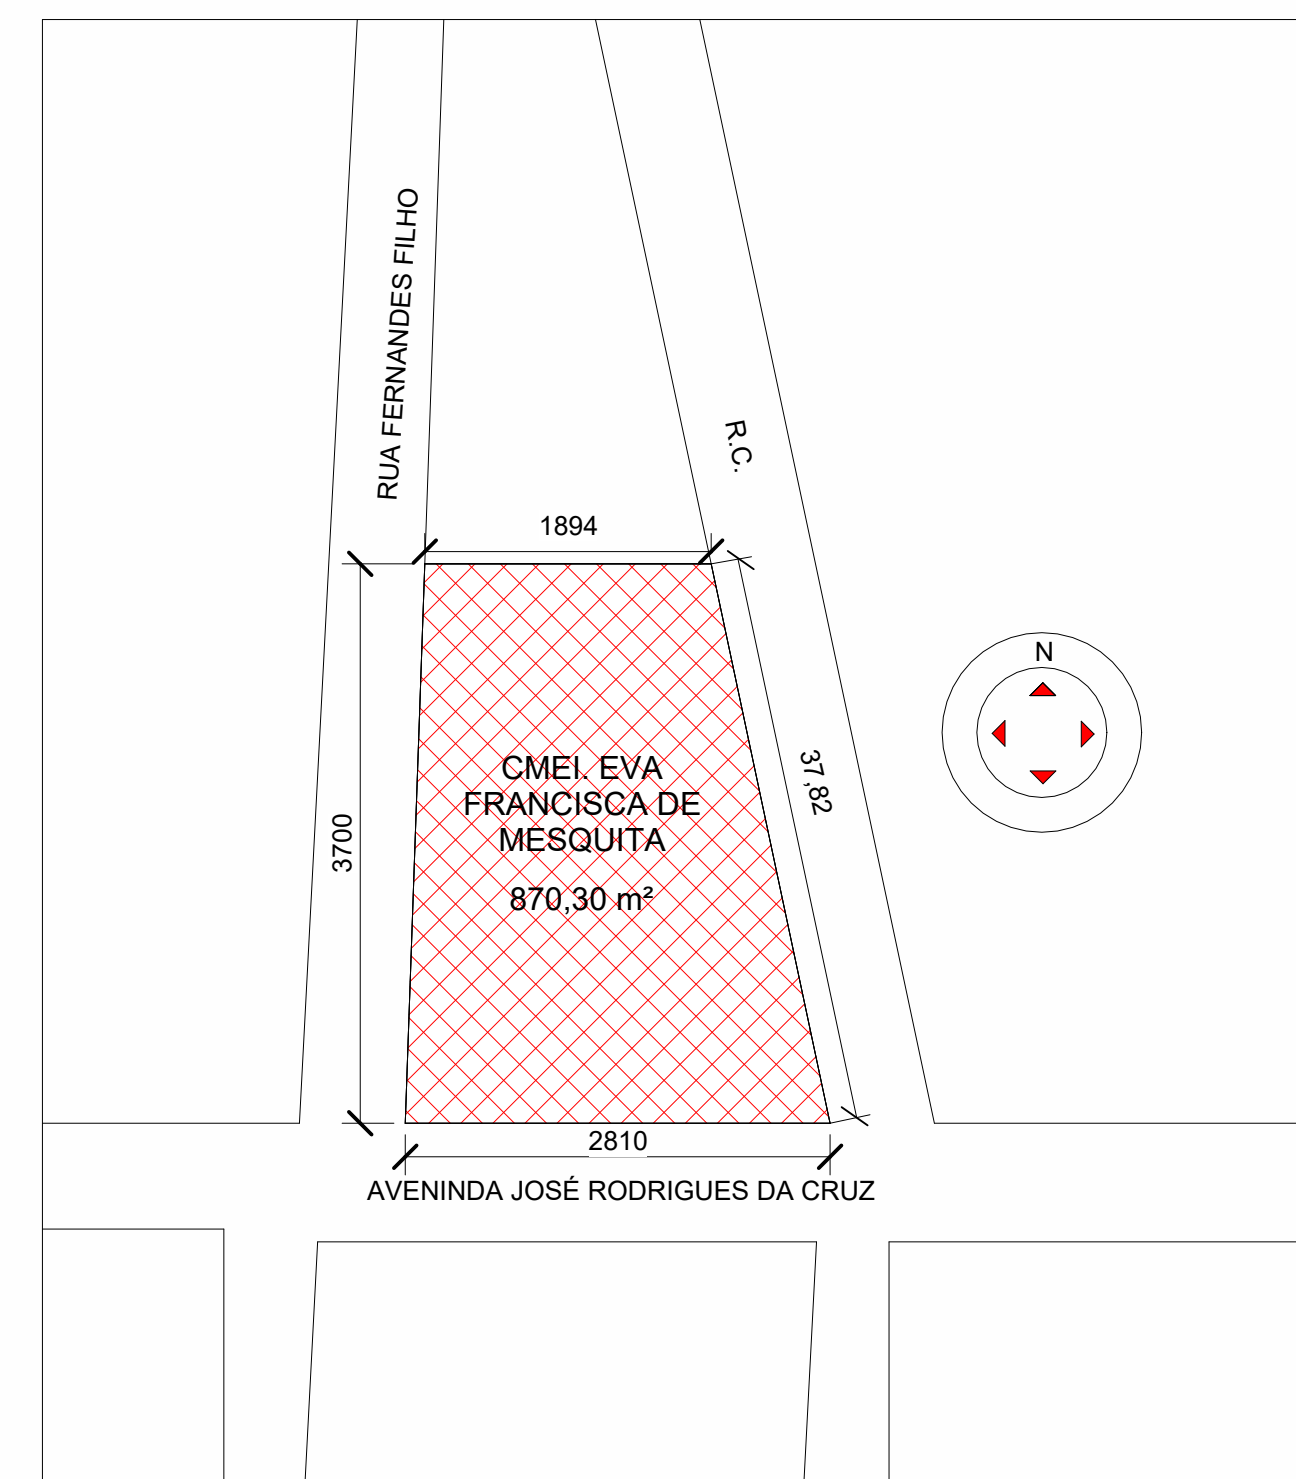 RUA FERNANDES FILHO
R.C.
1894
N
37,82
3700
CMEI. EVA
FRANCISCA DE
MESQUITA
870,30 m²
2810
AVENINDA JOSÉ RODRIGUES DA CRUZ